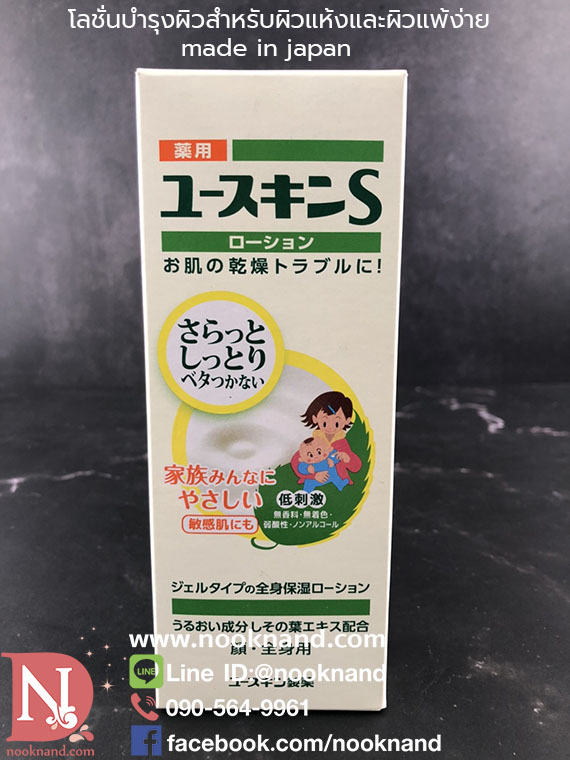 โลชั่นบำรุงผิวสำหรับผิวแห้งและผิวแพ้ง่าย
made in japan
薬用
ユースキンS
ローション
お肌の乾燥トラブルに!
さらっと
しっとり
ベタつかない
家族みんなに
やさしい
敏感肌にも
低刺激
無香料・無着色・
弱酸性・ノンアルコール
ジェルタイプの全身保湿ローション
うるおい成分しその葉エキス配合
顔・全身用
ユースキン製薬
www.nooknand.com
LINE
Line ID:@nooknand
090-564-9961
facebook.com/nooknand
N
nooknand.com